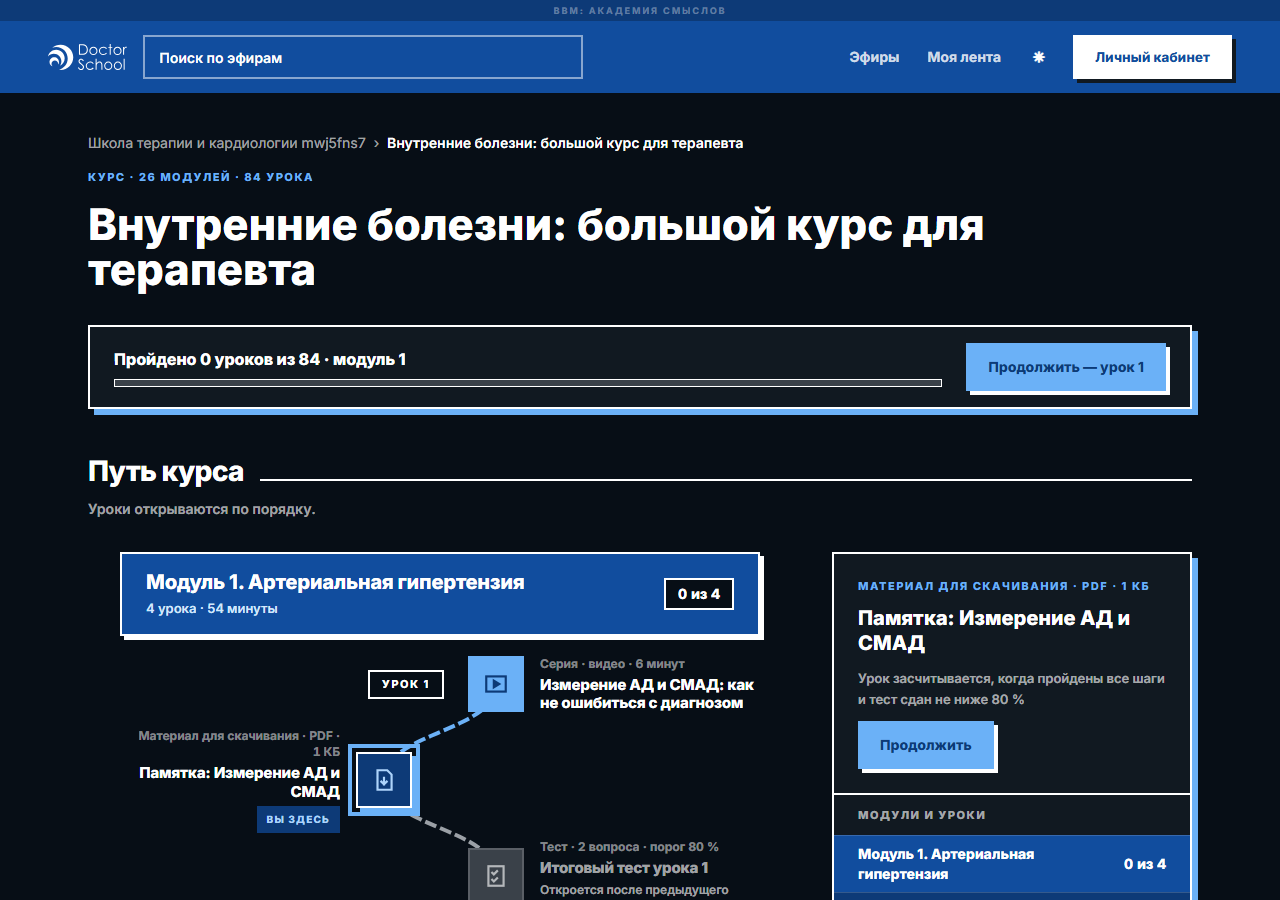 ВВМ: АКАДЕМИЯ СМЫСЛОВ
Doctor
School
Поиск по эфирам
Эфиры
Моя лента
Личный кабинет
Школа терапии и кардиологии mwj5fns7 › Внутренние болезни: большой курс для терапевта
КУРС · 26 МОДУЛЕЙ · 84 УРОКА
Внутренние болезни: большой курс для
терапевта
Пройдено 0 уроков из 84 · модуль 1
Продолжить — урок 1
Путь курса
Уроки открываются по порядку.
Модуль 1. Артериальная гипертензия
4 урока · 54 минуты
0 из 4
УРОК 1
Серия · видео · 6 минут
Измерение АД и СМАД: как
не ошибиться с диагнозом
Материал для скачивания · PDF ·
1 КБ
Памятка: Измерение АД и
СМАД
ВЫ ЗДЕСЬ
Тест · 2 вопроса · порог 80 %
Итоговый тест урока 1
Откроется после предыдущего
МАТЕРИАЛ ДЛЯ СКАЧИВАНИЯ · PDF · 1 КБ
Памятка: Измерение АД и
СМАД
Урок засчитывается, когда пройдены все шаги
и тест сдан не ниже 80 %
Продолжить
МОДУЛИ И УРОКИ
Модуль 1. Артериальная
гипертензия
0 из 4